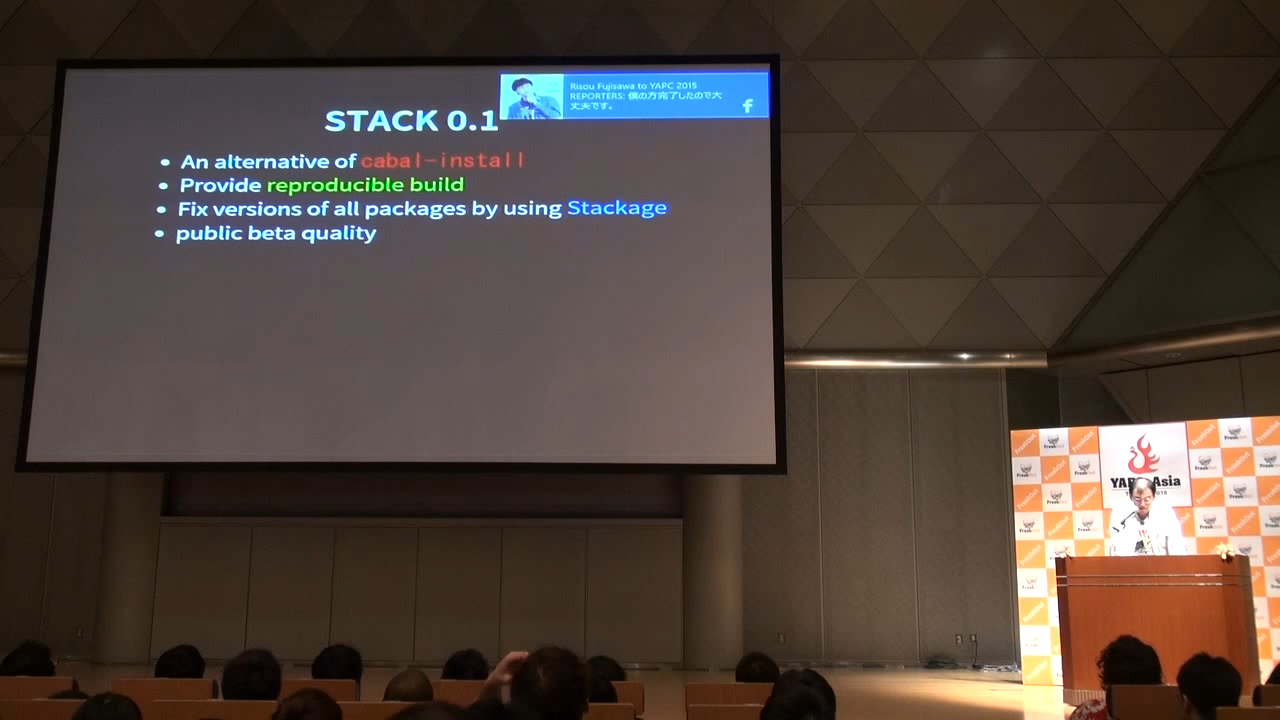 Risou Fujisawa to YAPC 2015
REPORTERS: 僕の方完了したので大
丈夫です。
STACK 0.1
An alternative of cabal-install
Provide reproducible build
Fix versions of all packages by using Stackage
public beta quality
FreakOut